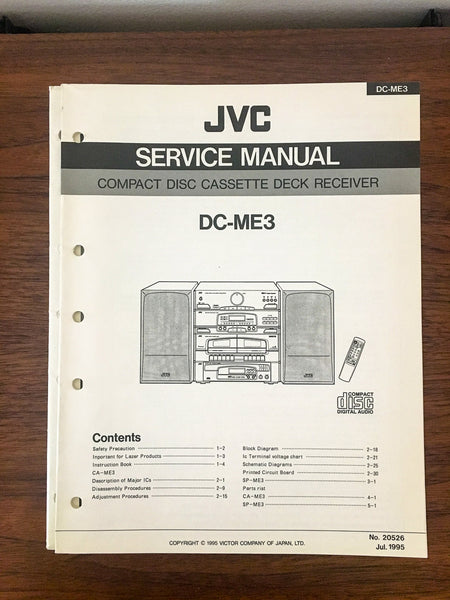 DC-ME3
JVC
SERVICE MANUAL
COMPACT DISC CASSETTE DECK RECEIVER
DC-ME3
JVC
JVC
COMPACT
disc
DIGITAL AUDIO
Contents
Safety Precaution 1-2
Important for Lazer Products 1-3
Instruction Book 1-4
CA-ME3
Description of Major ICs 2-1
Disassembly Procedures 2-9
Adjustment Procedures 2-15
Block Diagram 2-18
Ic Terminal voltage chart 2-21
Schematic Diagrams 2-25
Printed Circuit Board 2-30
SP-ME3 3-1
Parts rist
CA-ME3 4-1
SP-ME3 5-1
COPYRIGHT © 1995 VICTOR COMPANY OF JAPAN, LTD.
No. 20526
Jul. 1995